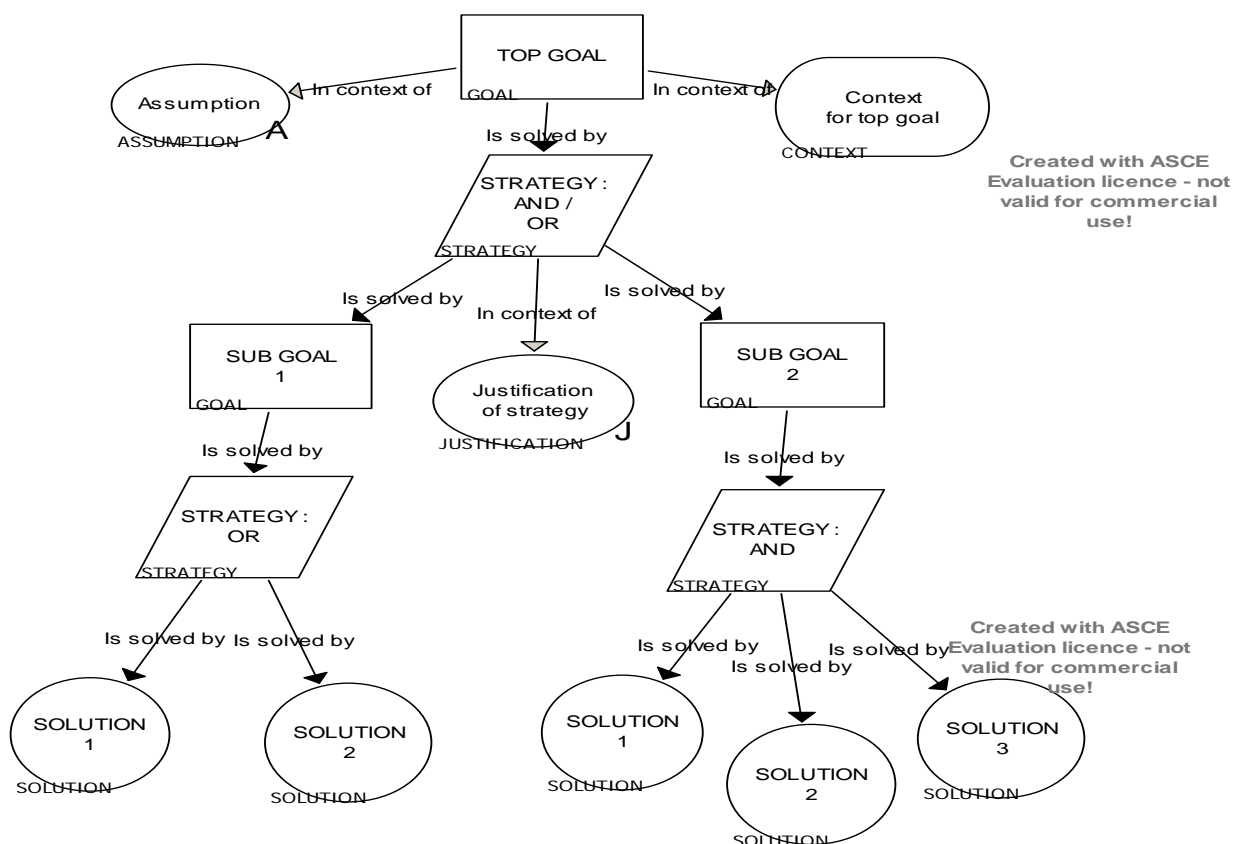 TOP GOAL
GOAL
In context of
In context of
Assumption
ASSUMPTION
A
Context
for top goal
CONTEXT
Is solved by
Created with ASCE
Evaluation licence - not
valid for commercial
use!
STRATEGY :
AND /
OR
STRATEGY
Is solved by
In context of
Is solved by
SUB GOAL
1
GOAL
Justification
of strategy
JUSTIFICATION
J
SUB GOAL
2
GOAL
Is solved by
Is solved by
STRATEGY :
OR
STRATEGY
STRATEGY :
AND
STRATEGY
Is solved by
Is solved by
Is solved by
Is solved by
Is solved by
Created with ASCE
Evaluation licence - not
valid for commercial
use!
SOLUTION
1
SOLUTION
SOLUTION
2
SOLUTION
SOLUTION
1
SOLUTION
SOLUTION
2
SOLUTION
SOLUTION
3
SOLUTION